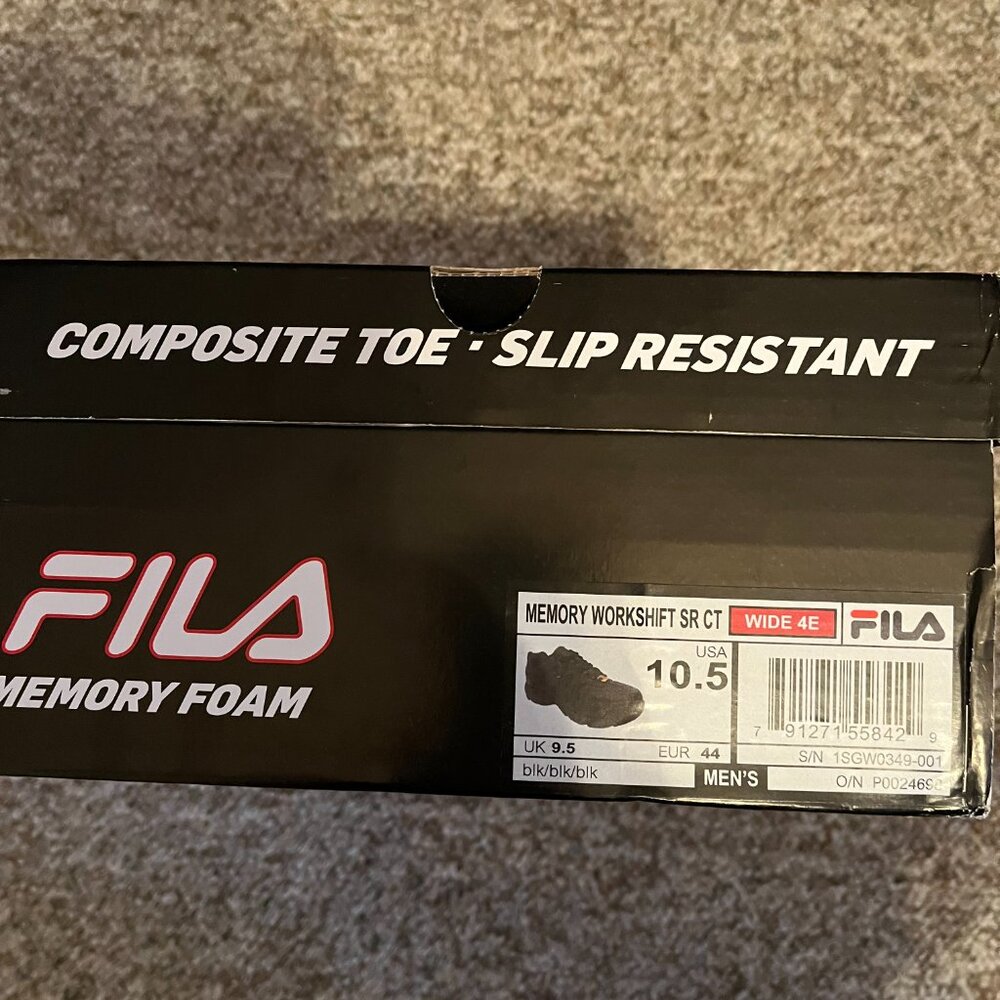 COMPOSITE TOE · SLIP RESISTANT
FILA
MEMORY FOAM
MEMORY WORKSHIFT SR CT WIDE 4E FILA
USA
10.5
7 91271 55842 9
UK 9.5 EUR 44 S/N 1SGW0349-001
blk/blk/blk MEN'S O/N